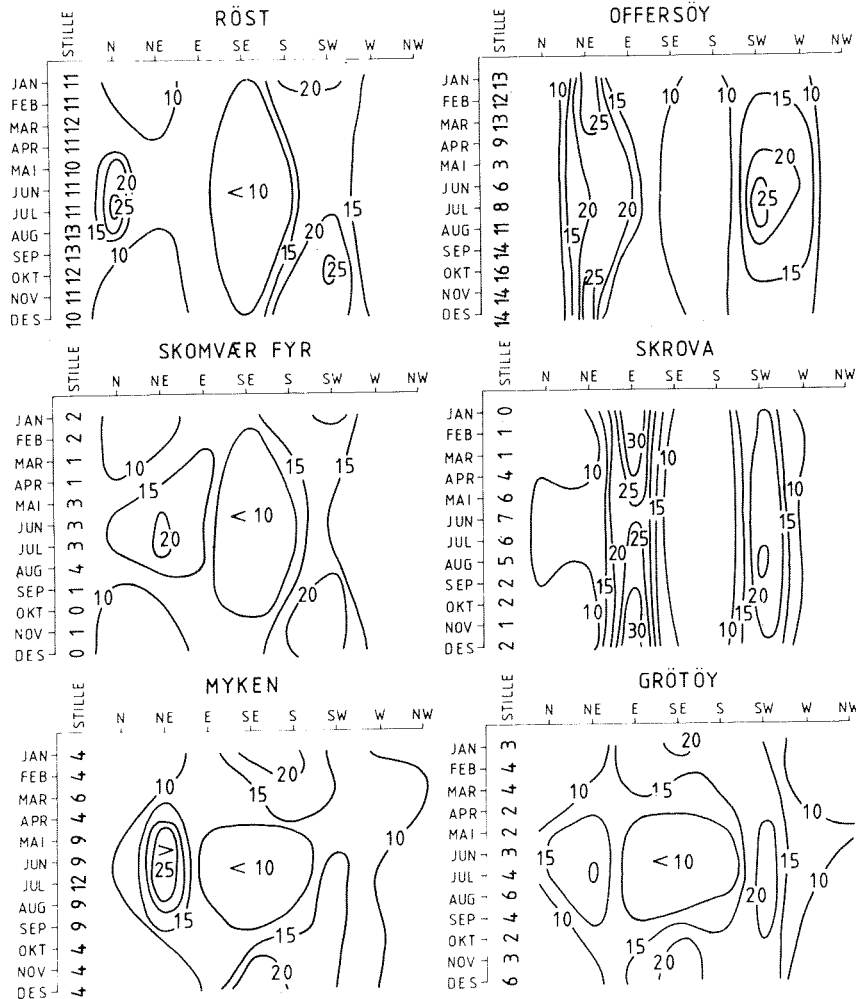 RÖST
STILLE
N NE E SE S SW W NW
JAN 11
FEB 11
MAR 12
APR 11
MAI 10
JUN 11
JUL 11
AUG 13
SEP 13
OKT 12
NOV 11
DES 10
10
20
20
25
< 10
15
15
20
15
10
25
OFFERSÖY
STILLE
N NE E SE S SW W NW
JAN 13
FEB 12
MAR 13
APR 9
MAI 3
JUN 6
JUL 8
AUG 11
SEP 14
OKT 16
NOV 14
DES 14
10
15
10
10
15
10
25
20
25
20
20
15
25
15
SKOMVÆR FYR
STILLE
N NE E SE S SW W NW
JAN 2
FEB 2
MAR 1
APR 1
MAI 3
JUN 3
JUL 3
AUG 4
SEP 1
OKT 0
NOV 1
DES 0
10
15
15
15
< 10
20
10
20
SKROVA
STILLE
N NE E SE S SW W NW
JAN 0
FEB 1
MAR 1
APR 4
MAI 6
JUN 7
JUL 6
AUG 5
SEP 2
OKT 2
NOV 1
DES 2
30
10
10
10
25
15
15
25
20
15
20
10
15
30
10
MYKEN
STILLE
N NE E SE S SW W NW
JAN 4
FEB 4
MAR 6
APR 4
MAI 9
JUN 9
JUL 12
AUG 9
SEP 9
OKT 4
NOV 4
DES 4
20
10
15
10
>
25
< 10
15
15
20
GRÖTÖY
STILLE
N NE E SE S SW W NW
JAN 3
FEB 4
MAR 4
APR 2
MAI 2
JUN 3
JUL 4
AUG 6
SEP 4
OKT 2
NOV 3
DES 6
20
10
15
10
15
< 10
15
10
20
10
15
20